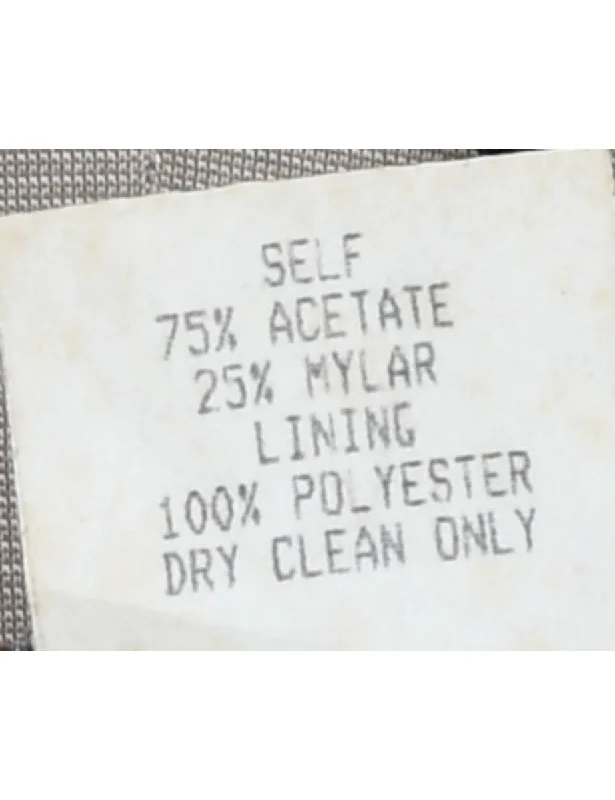 SELF
75% ACETATE
25% MYLAR
LINING
100% POLYESTER
DRY CLEAN ONLY